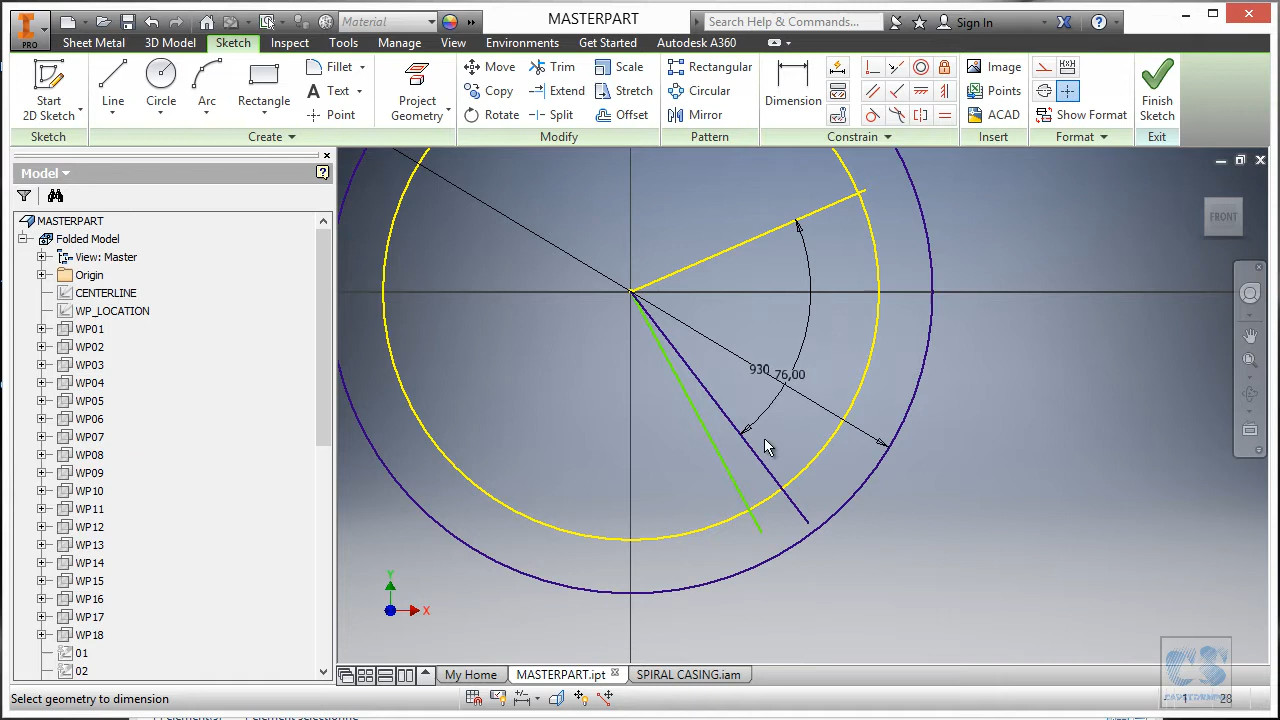 PRO
Material
MASTERPART
Search Help & Commands...
Sign In
Sheet Metal
3D Model
Sketch
Inspect
Tools
Manage
View
Environments
Get Started
Autodesk A360
Start
2D Sketch
Line
Circle
Arc
Rectangle
Fillet
Text
Point
Project
Geometry
Move
Copy
Rotate
Trim
Extend
Split
Scale
Stretch
Offset
Rectangular
Circular
Mirror
Dimension
Image
Points
ACAD
Show Format
Finish
Sketch
Sketch
Create
Modify
Pattern
Constrain
Insert
Format
Exit
Model
MASTERPART
Folded Model
View: Master
Origin
CENTERLINE
WP_LOCATION
WP01
WP02
WP03
WP04
WP05
WP06
WP07
WP08
WP09
WP10
WP11
WP12
WP13
WP14
WP15
WP16
WP17
WP18
01
02
FRONT
930
76,00
Y
X
My Home
MASTERPART.ipt
SPIRAL CASING.iam
Select geometry to dimension
1
28
CS